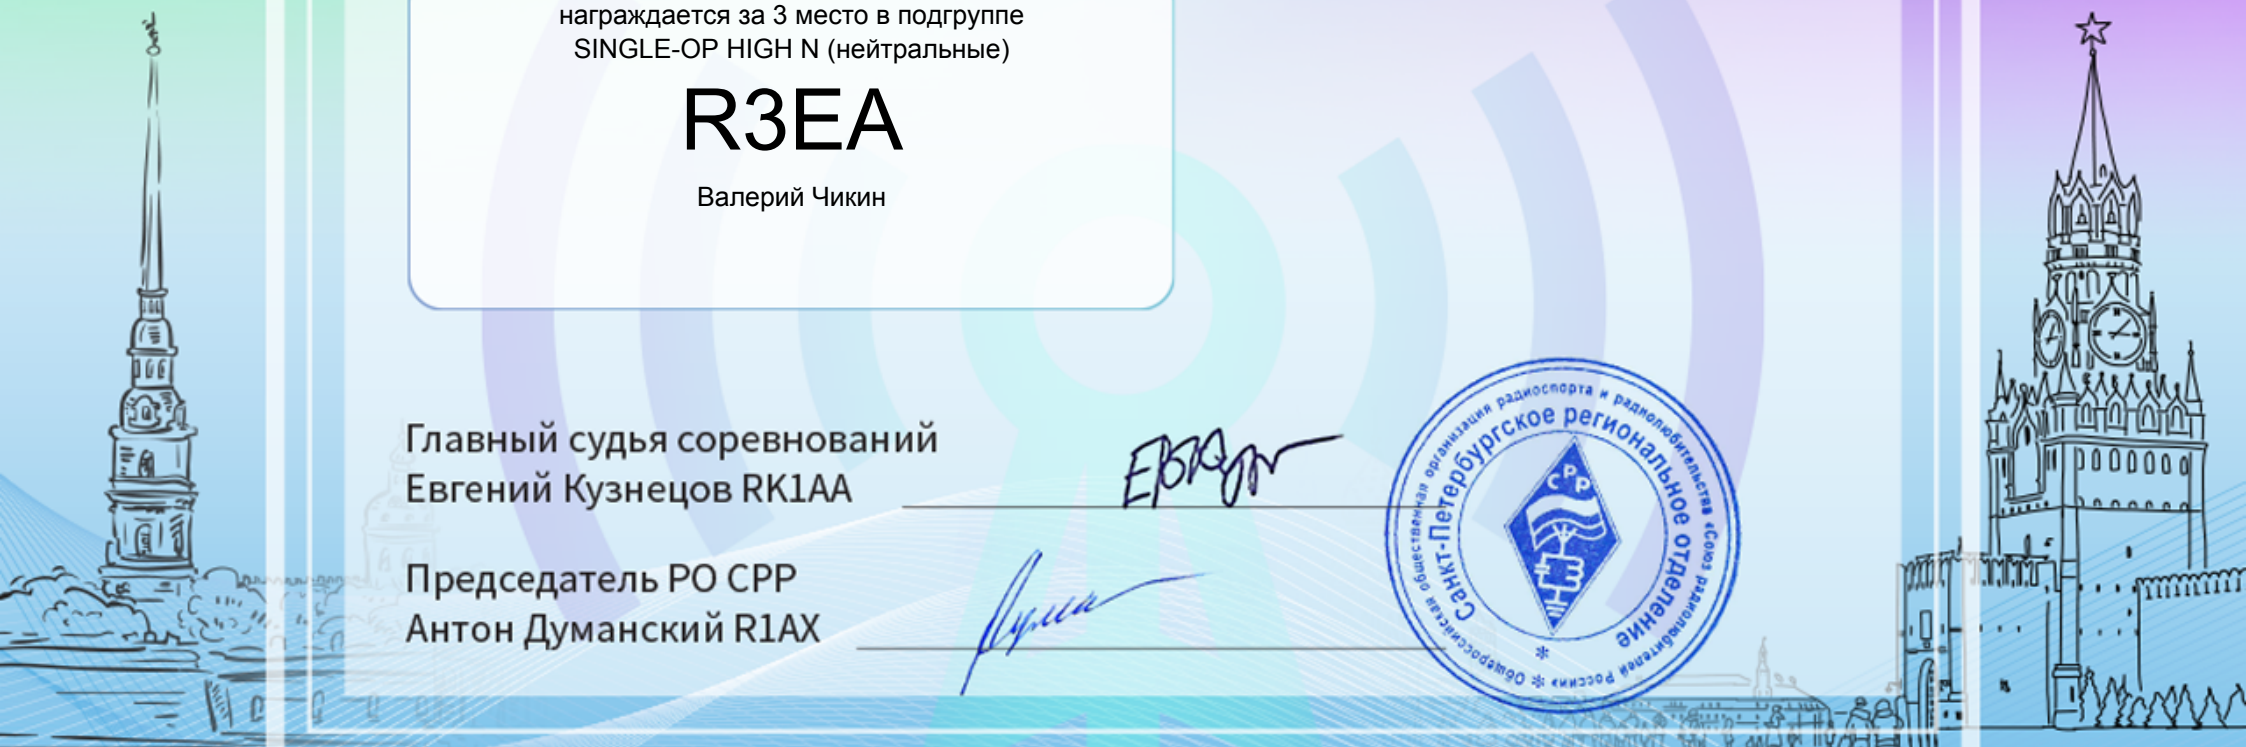 награждается за 3 место в подгруппе
SINGLE-OP HIGH N (нейтральные)
R3EA
Валерий Чикин
Главный судья соревнований
Евгений Кузнецов RK1AA
Председатель РО СРР
Антон Думанский R1AX
Общероссийская общественная организация радиоспорта и радиолюбительства «Союз радиолюбителей России» *
Санкт-Петербургское региональное отделение *
СРР